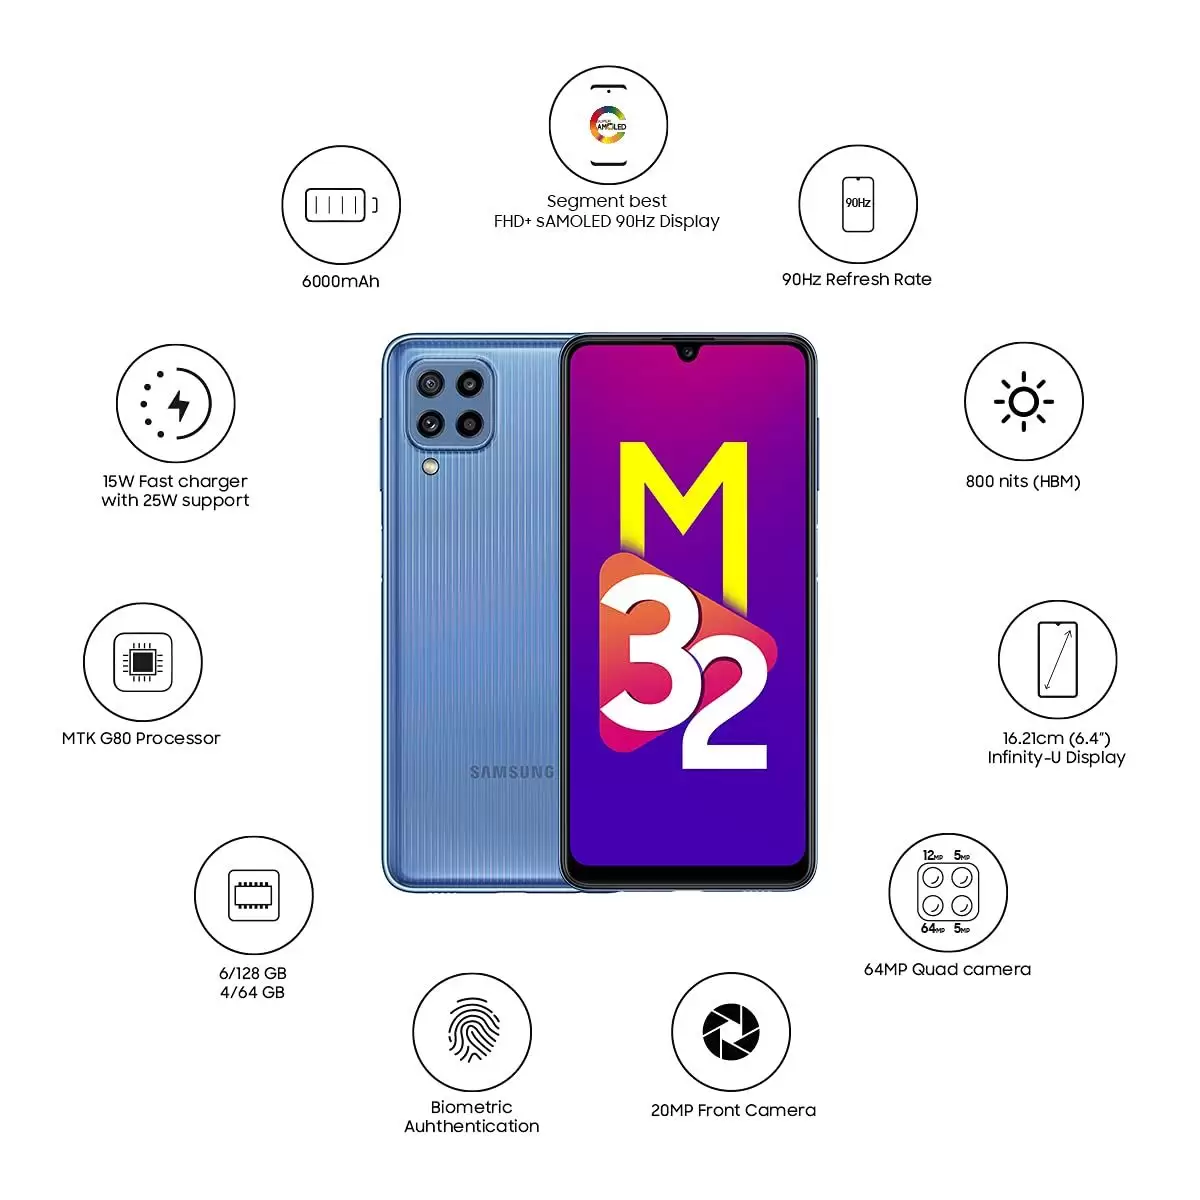 SUPER
AMOLED
Segment best
FHD+ sAMOLED 90Hz Display
6000mAh
90Hz
90Hz Refresh Rate
15W Fast charger
with 25W support
800 nits (HBM)
M
32
SAMSUNG
MTK G80 Processor
16.21cm (6.4")
Infinity-U Display
6/128 GB
4/64 GB
12MP 5MP
64MP 5MP
64MP Quad camera
Biometric
Auhthentication
20MP Front Camera